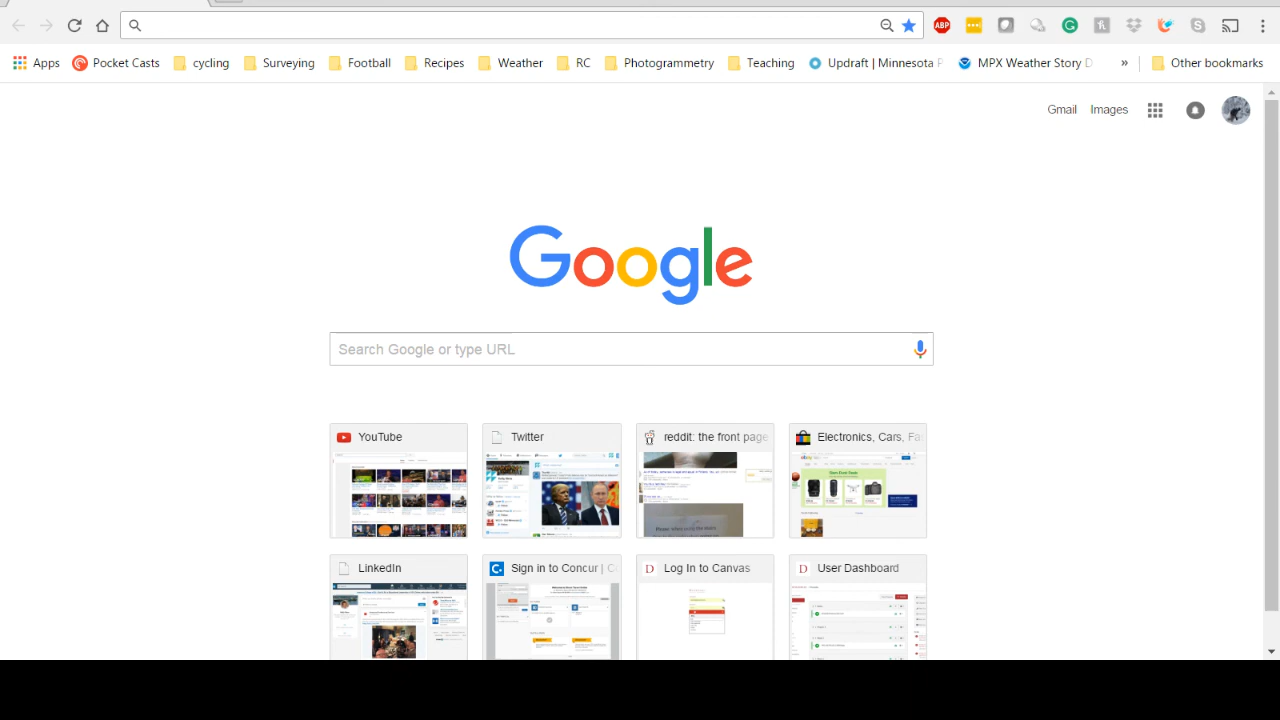 ABP
Apps Pocket Casts cycling Surveying Football Recipes Weather RC Photogrammetry Teaching Updraft | Minnesota MPX Weather Story » Other bookmarks
Gmail Images
Google
Search Google or type URL
YouTube Twitter reddit: the front page Electronics, Cars, Fa
LinkedIn Sign in to Concur | C Log In to Canvas User Dashboard